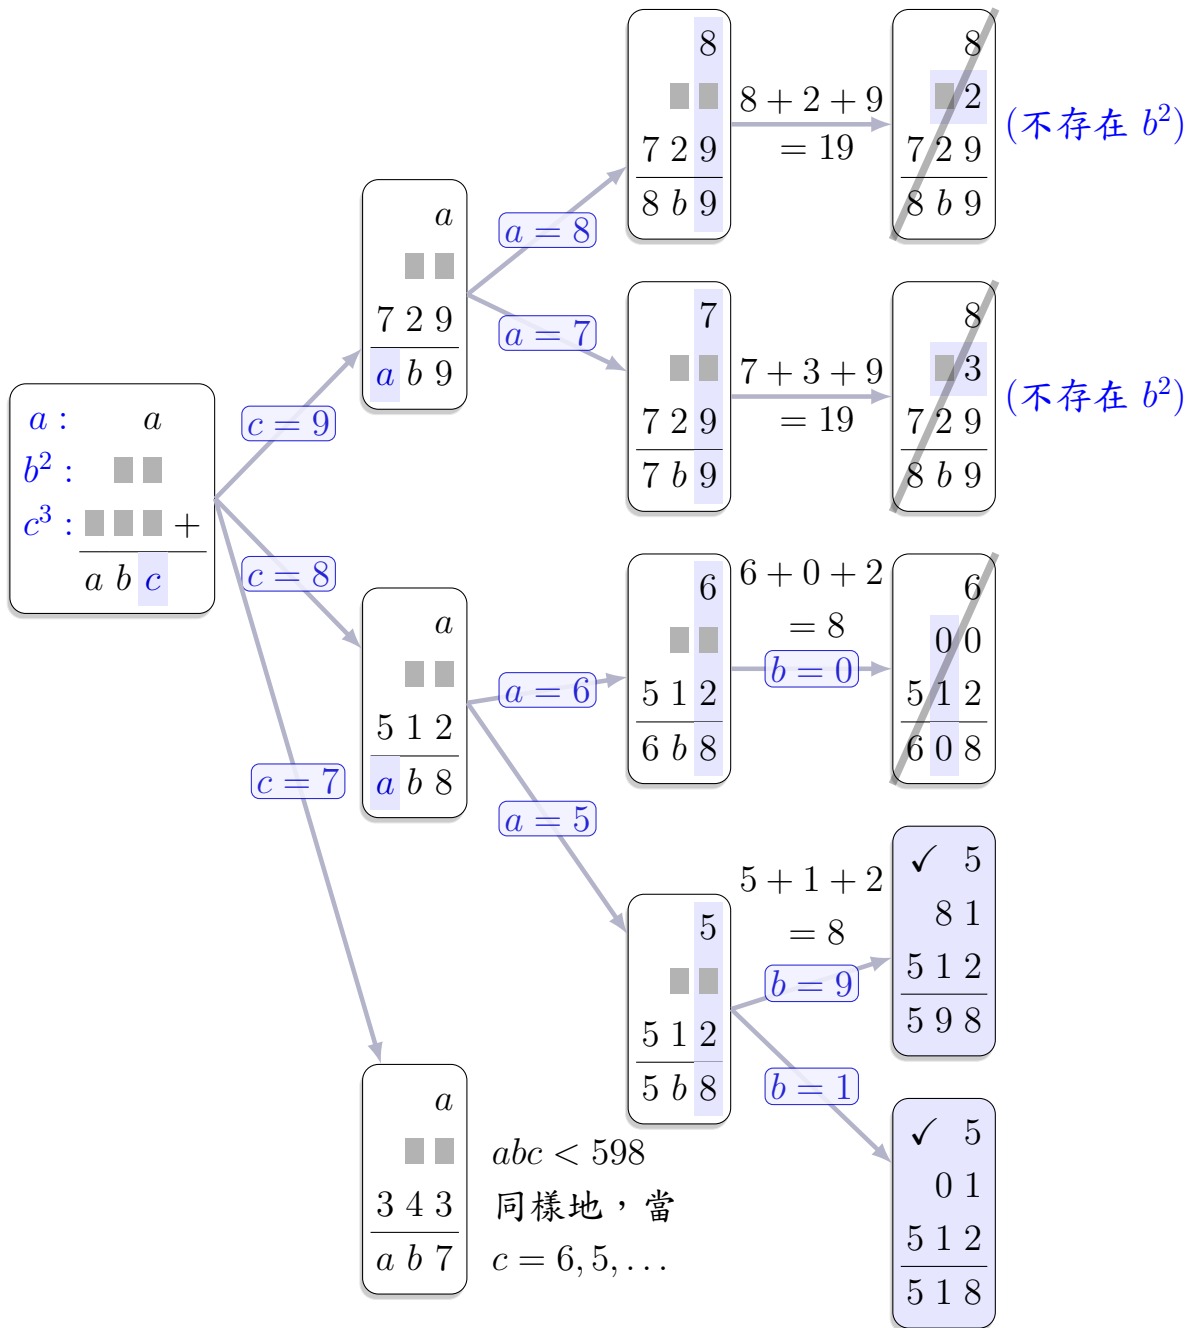 a : a
b² :
c³ : +
a b c
c = 9
c = 8
c = 7
a
7 2 9
a b 9
a = 8
a = 7
8
7 2 9
8 b 9
8 + 2 + 9
= 19
8
2
7 2 9
8 b 9
(不存在 b²)
7
7 2 9
7 b 9
7 + 3 + 9
= 19
8
3
7 2 9
8 b 9
(不存在 b²)
a
5 1 2
a b 8
a = 6
a = 5
6
5 1 2
6 b 8
6 + 0 + 2
= 8
b = 0
6
0 0
5 1 2
6 0 8
5
5 1 2
5 b 8
5 + 1 + 2
= 8
b = 9
b = 1
✓ 5
8 1
5 1 2
5 9 8
✓ 5
0 1
5 1 2
5 1 8
a
3 4 3
a b 7
abc < 598
同樣地，當
c = 6, 5, . . .